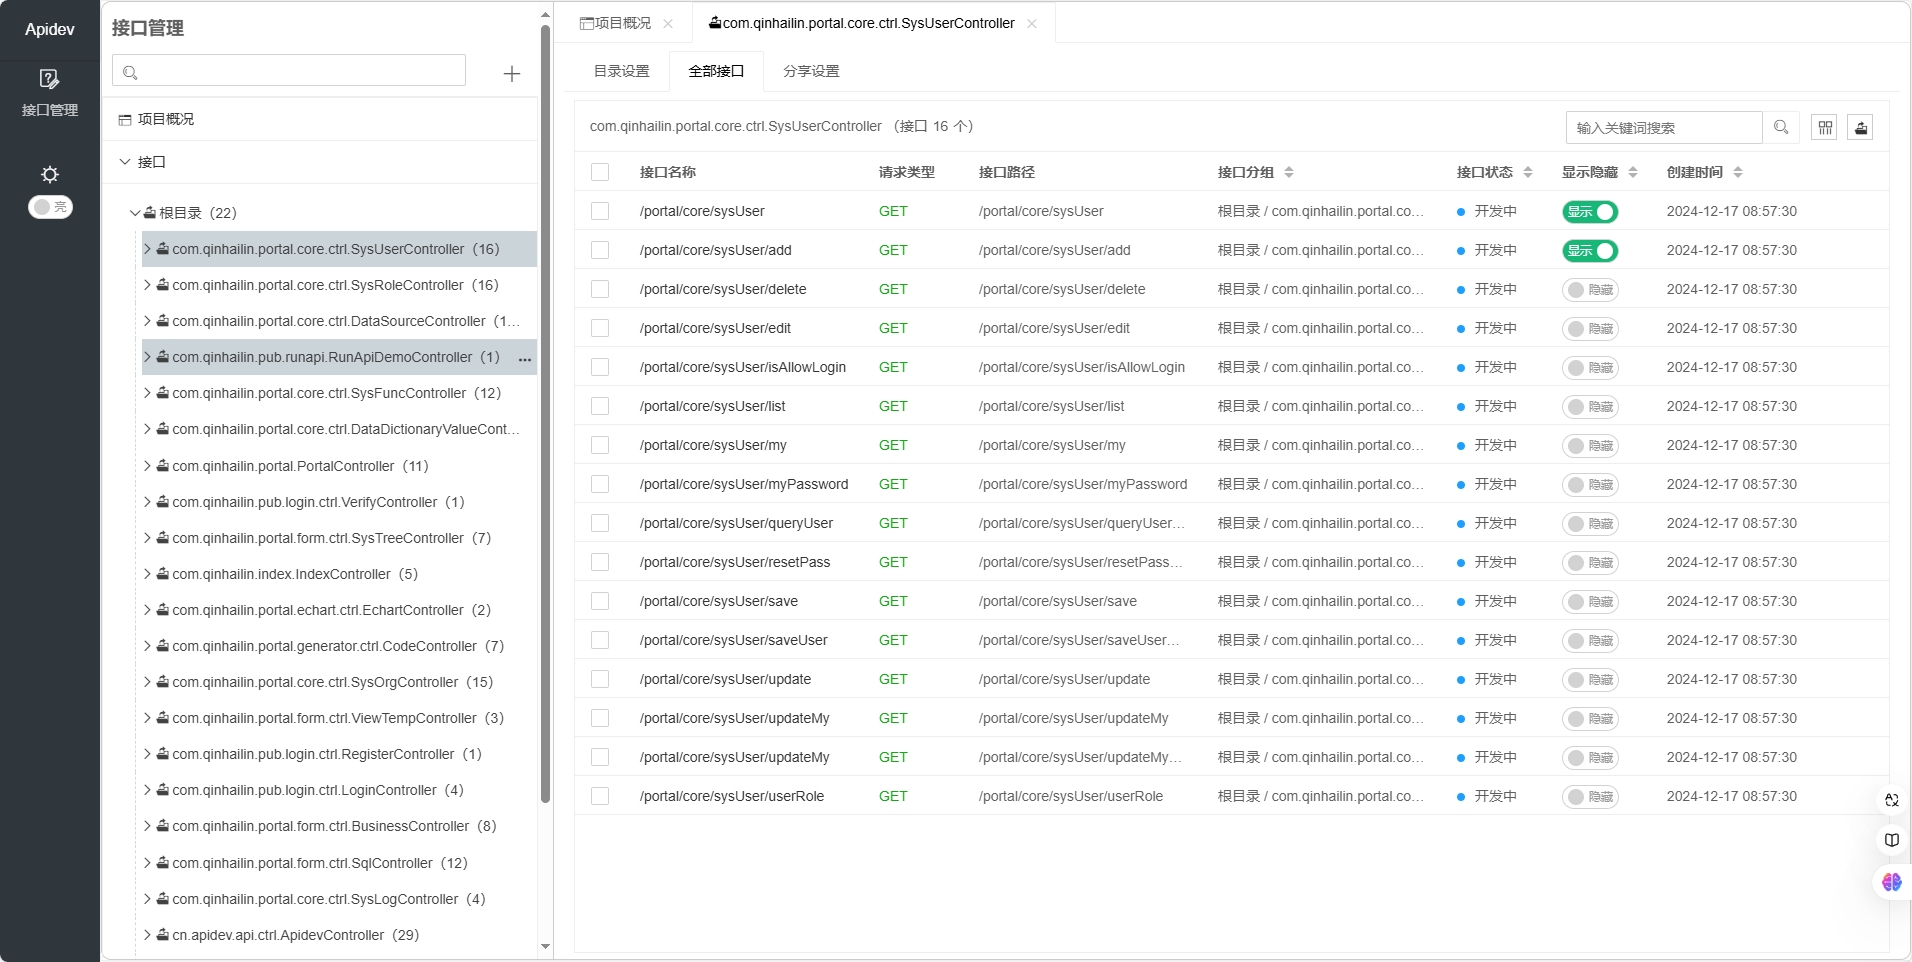 Apidev
接口管理
亮
接口管理
项目概况
接口
根目录（22）
com.qinhailin.portal.core.ctrl.SysUserController（16）
com.qinhailin.portal.core.ctrl.SysRoleController（16）
com.qinhailin.portal.core.ctrl.DataSourceController（1...
com.qinhailin.pub.runapi.RunApiDemoController（1） ...
com.qinhailin.portal.core.ctrl.SysFuncController（12）
com.qinhailin.portal.core.ctrl.DataDictionaryValueCont...
com.qinhailin.portal.PortalController（11）
com.qinhailin.pub.login.ctrl.VerifyController（1）
com.qinhailin.portal.form.ctrl.SysTreeController（7）
com.qinhailin.index.IndexController（5）
com.qinhailin.portal.echart.ctrl.EchartController（2）
com.qinhailin.portal.generator.ctrl.CodeController（7）
com.qinhailin.portal.core.ctrl.SysOrgController（15）
com.qinhailin.portal.form.ctrl.ViewTempController（3）
com.qinhailin.pub.login.ctrl.RegisterController（1）
com.qinhailin.pub.login.ctrl.LoginController（4）
com.qinhailin.portal.form.ctrl.BusinessController（8）
com.qinhailin.portal.form.ctrl.SqlController（12）
com.qinhailin.portal.core.ctrl.SysLogController（4）
cn.apidev.api.ctrl.ApidevController（29）
项目概况 com.qinhailin.portal.core.ctrl.SysUserController
目录设置 全部接口 分享设置
com.qinhailin.portal.core.ctrl.SysUserController （接口 16 个） 输入关键词搜索
接口名称 请求类型 接口路径 接口分组 接口状态 显示隐藏 创建时间
/portal/core/sysUser GET /portal/core/sysUser 根目录 / com.qinhailin.portal.co... 开发中 显示 2024-12-17 08:57:30
/portal/core/sysUser/add GET /portal/core/sysUser/add 根目录 / com.qinhailin.portal.co... 开发中 显示 2024-12-17 08:57:30
/portal/core/sysUser/delete GET /portal/core/sysUser/delete 根目录 / com.qinhailin.portal.co... 开发中 隐藏 2024-12-17 08:57:30
/portal/core/sysUser/edit GET /portal/core/sysUser/edit 根目录 / com.qinhailin.portal.co... 开发中 隐藏 2024-12-17 08:57:30
/portal/core/sysUser/isAllowLogin GET /portal/core/sysUser/isAllowLogin 根目录 / com.qinhailin.portal.co... 开发中 隐藏 2024-12-17 08:57:30
/portal/core/sysUser/list GET /portal/core/sysUser/list 根目录 / com.qinhailin.portal.co... 开发中 隐藏 2024-12-17 08:57:30
/portal/core/sysUser/my GET /portal/core/sysUser/my 根目录 / com.qinhailin.portal.co... 开发中 隐藏 2024-12-17 08:57:30
/portal/core/sysUser/myPassword GET /portal/core/sysUser/myPassword 根目录 / com.qinhailin.portal.co... 开发中 隐藏 2024-12-17 08:57:30
/portal/core/sysUser/queryUser GET /portal/core/sysUser/queryUser... 根目录 / com.qinhailin.portal.co... 开发中 隐藏 2024-12-17 08:57:30
/portal/core/sysUser/resetPass GET /portal/core/sysUser/resetPass... 根目录 / com.qinhailin.portal.co... 开发中 隐藏 2024-12-17 08:57:30
/portal/core/sysUser/save GET /portal/core/sysUser/save 根目录 / com.qinhailin.portal.co... 开发中 隐藏 2024-12-17 08:57:30
/portal/core/sysUser/saveUser GET /portal/core/sysUser/saveUser... 根目录 / com.qinhailin.portal.co... 开发中 隐藏 2024-12-17 08:57:30
/portal/core/sysUser/update GET /portal/core/sysUser/update 根目录 / com.qinhailin.portal.co... 开发中 隐藏 2024-12-17 08:57:30
/portal/core/sysUser/updateMy GET /portal/core/sysUser/updateMy 根目录 / com.qinhailin.portal.co... 开发中 隐藏 2024-12-17 08:57:30
/portal/core/sysUser/updateMy GET /portal/core/sysUser/updateMy... 根目录 / com.qinhailin.portal.co... 开发中 隐藏 2024-12-17 08:57:30
/portal/core/sysUser/userRole GET /portal/core/sysUser/userRole 根目录 / com.qinhailin.portal.co... 开发中 隐藏 2024-12-17 08:57:30